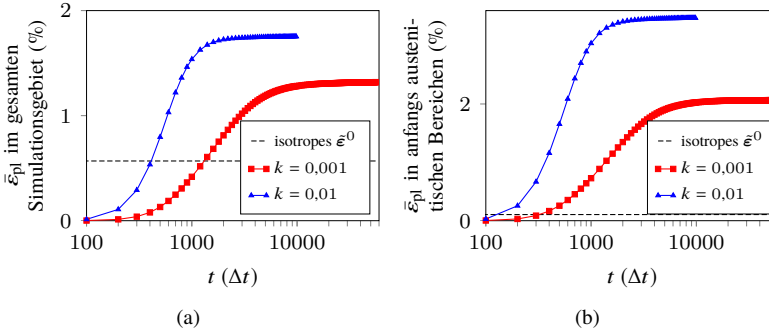 2
1
0
100
1000
10000
ε̄pl im gesamten
Simulationsgebiet (%)
t (Δt)
isotropes ε̃⁰
k = 0,001
k = 0,01
(a)
2
0
100
1000
10000
ε̄pl in anfangs austeni-
tischen Bereichen (%)
t (Δt)
isotropes ε̃⁰
k = 0,001
k = 0,01
(b)